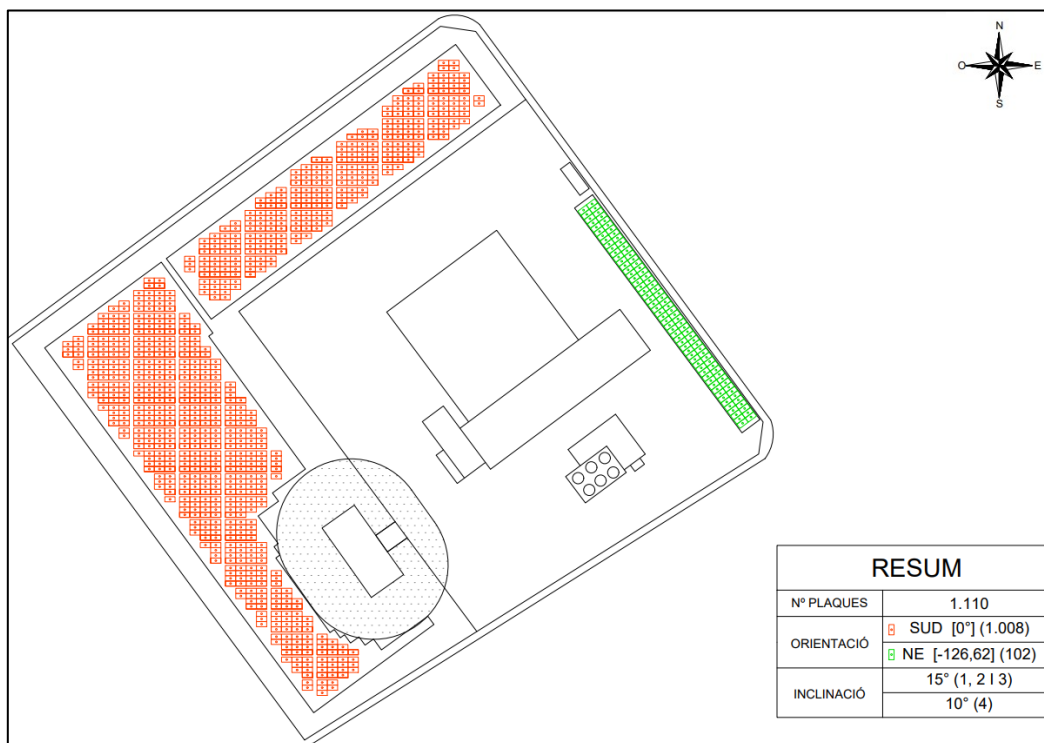 N
O E
S
RESUM
Nº PLAQUES 1.110
ORIENTACIÓ
SUD [0°] (1.008)
NE [-126,62] (102)
INCLINACIÓ
15° (1, 2 I 3)
10° (4)